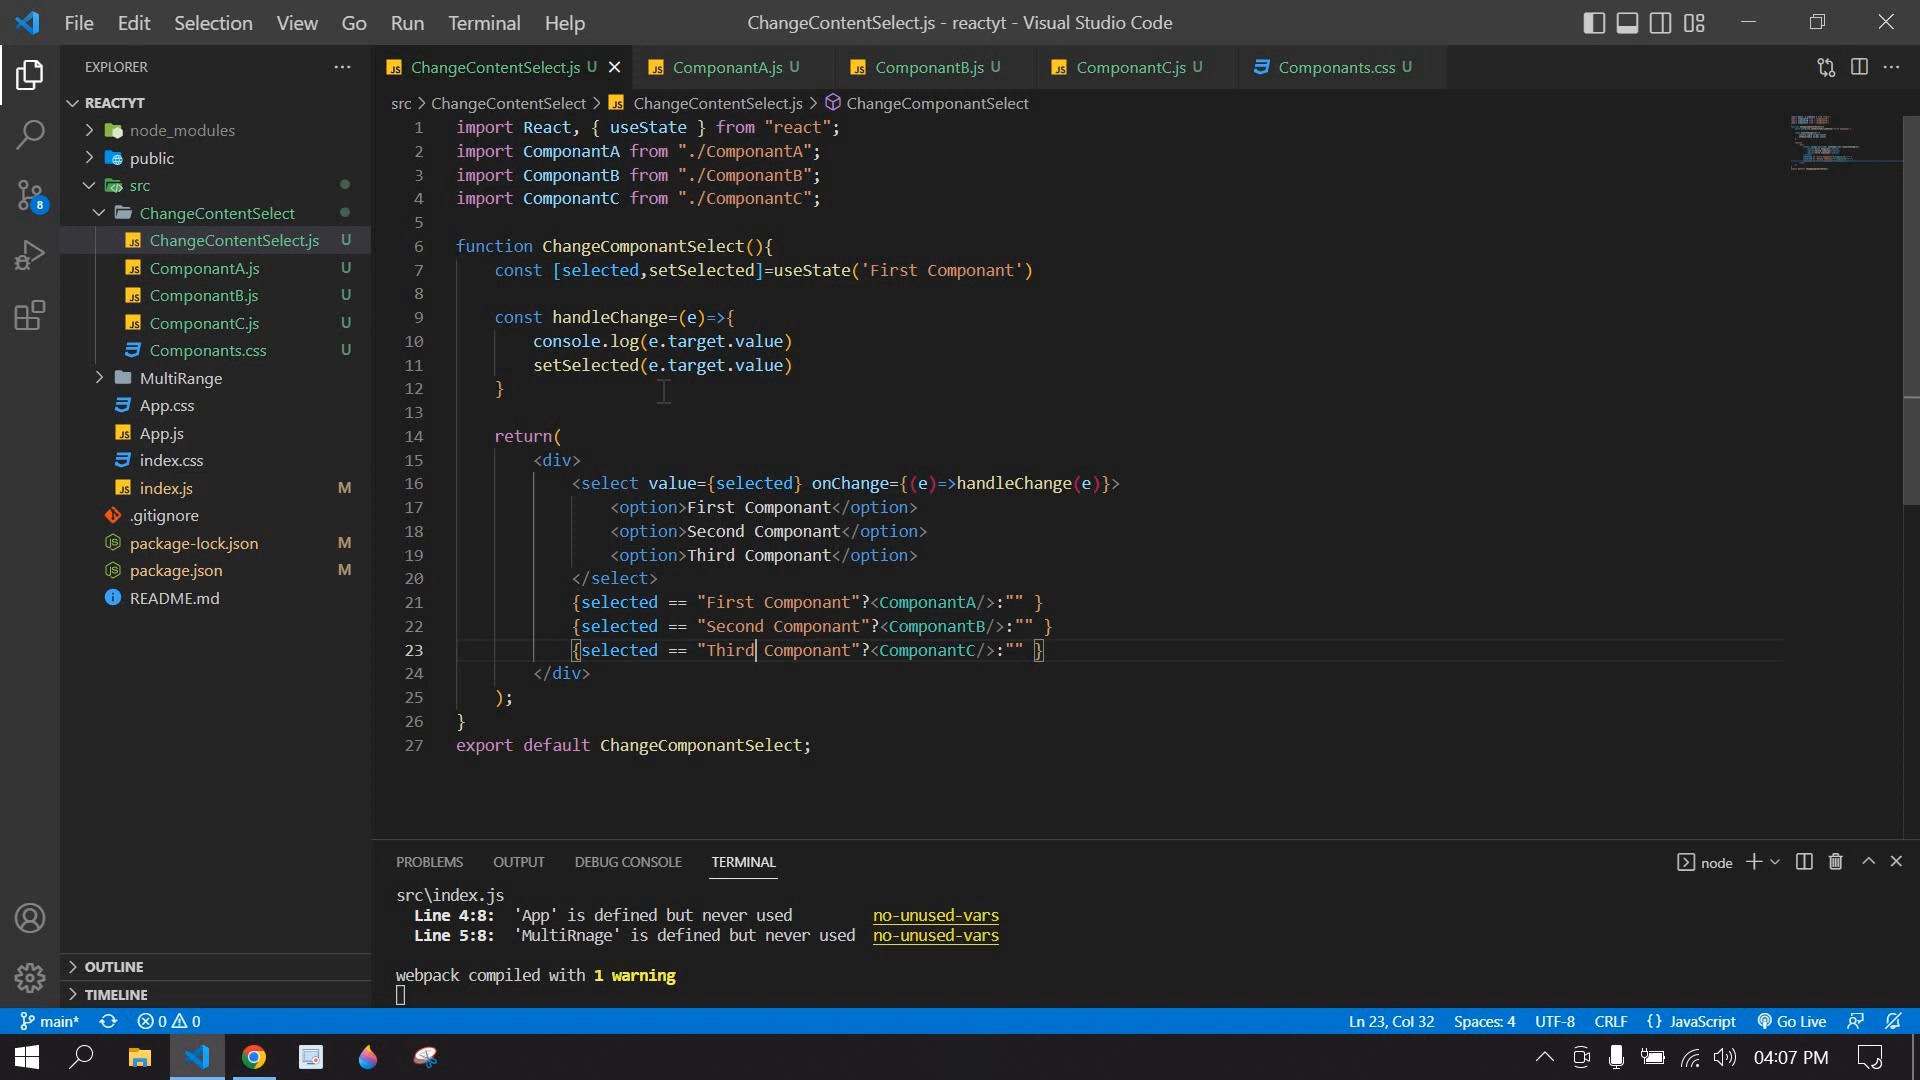 File Edit Selection View Go Run Terminal Help
ChangeContentSelect.js - reactyt - Visual Studio Code
EXPLORER
REACTYT
node_modules
public
src
ChangeContentSelect
ChangeContentSelect.js U
ComponantA.js U
ComponantB.js U
ComponantC.js U
Componants.css U
MultiRange
App.css
App.js
index.css
index.js M
.gitignore
package-lock.json M
package.json M
README.md
OUTLINE
TIMELINE
8
ChangeContentSelect.js U ComponantA.js U ComponantB.js U ComponantC.js U Componants.css U
src > ChangeContentSelect > ChangeContentSelect.js > ChangeComponantSelect
1 import React, { useState } from "react";
2 import ComponantA from "./ComponantA";
3 import ComponantB from "./ComponantB";
4 import ComponantC from "./ComponantC";
5
6 function ChangeComponantSelect(){
7 const [selected,setSelected]=useState('First Componant')
8
9 const handleChange=(e)=>{
10 console.log(e.target.value)
11 setSelected(e.target.value)
12 }
13
14 return(
15 <div>
16 <select value={selected} onChange={(e)=>handleChange(e)}>
17 <option>First Componant</option>
18 <option>Second Componant</option>
19 <option>Third Componant</option>
20 </select>
21 {selected == "First Componant"?<ComponantA/>:"" }
22 {selected == "Second Componant"?<ComponantB/>:"" }
23 {selected == "Third Componant"?<ComponantC/>:"" }
24 </div>
25 );
26 }
27 export default ChangeComponantSelect;
PROBLEMS OUTPUT DEBUG CONSOLE TERMINAL
node
src\index.js
Line 4:8: 'App' is defined but never used no-unused-vars
Line 5:8: 'MultiRnage' is defined but never used no-unused-vars
webpack compiled with 1 warning
main* 0 0
Ln 23, Col 32 Spaces: 4 UTF-8 CRLF {} JavaScript Go Live
04:07 PM